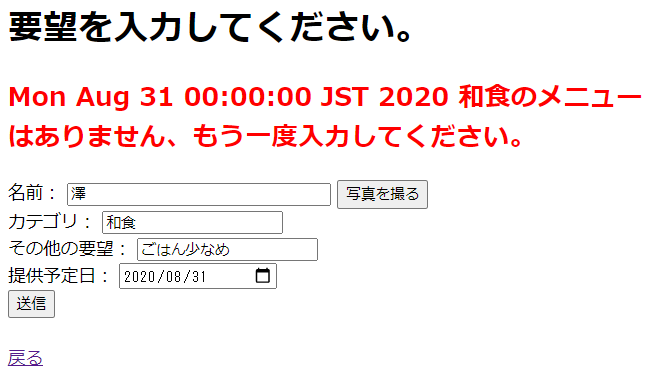 要望を入力してください。
Mon Aug 31 00:00:00 JST 2020 和食のメニュー
はありません、もう一度入力してください。
名前： 澤 写真を撮る
カテゴリ： 和食
その他の要望： ごはん少なめ
提供予定日： 2020/08/31
送信
戻る